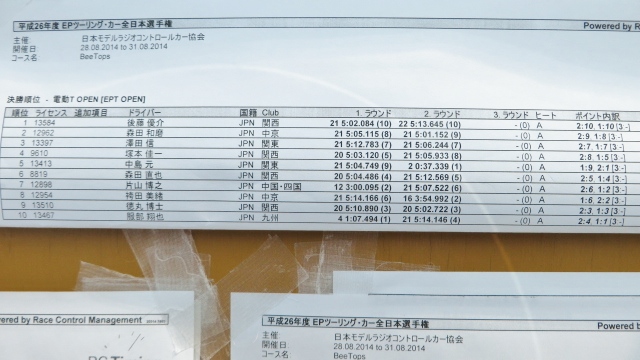 平成26年度 EPツーリング・カー全日本選手権 Powered by R
主催 日本モデルラジオコントロールカー協会
開催日 28.08.2014 to 31.08.2014
コース名 BeeTops
決勝順位 - 電動T OPEN [EPT OPEN]
順位 ライセンス 追加項目 ドライバー 国籍 Club 1. ラウンド 2. ラウンド 3. ラウンド ヒート ポイント内訳
1 13584 後藤 優介 JPN 関西 21 5:02.084 (10) 22 5:13.645 (10) - (0) A 2:10, 1:10 [3:-]
2 12962 森田 和磨 JPN 中京 21 5:05.115 (8) 21 5:01.152 (9) - (0) A 2:9, 1:8 [3:-]
3 13397 澤田 信 JPN 関東 21 5:12.783 (7) 21 5:06.244 (7) - (0) A 2:7, 1:7 [3:-]
4 9610 塚本 佳一 JPN 関西 20 5:03.120 (5) 21 5:05.933 (8) - (0) A 2:8, 1:5 [3:-]
5 13413 中島 元 JPN 関東 21 5:04.749 (9) 2 0:37.339 (1) - (0) A 1:9, 2:1 [3:-]
6 8819 森田 直也 JPN 関西 20 5:04.486 (4) 21 5:12.569 (5) - (0) A 2:5, 1:4 [3:-]
7 12898 片山 博之 JPN 中国・四国 12 3:00.095 (2) 21 5:07.522 (6) - (0) A 2:6, 1:2 [3:-]
8 12954 袴田 美緒 JPN 中京 21 5:14.166 (6) 16 3:54.992 (2) - (0) A 1:6, 2:2 [3:-]
9 13510 徳丸 博士 JPN 関西 20 5:10.890 (3) 20 5:02.722 (3) - (0) A 2:3, 1:3 [3:-]
10 13467 服部 翔也 JPN 九州 4 1:07.494 (1) 21 5:14.146 (4) - (0) A 2:4, 1:1 [3:-]
wered by Race Control Management
平成26年度 EPツーリング・カー全日本選手権
主催 日本モデルラジオコントロールカー協会
開催日 28.08.2014 to 31.08.2014
コース名 BeeTops